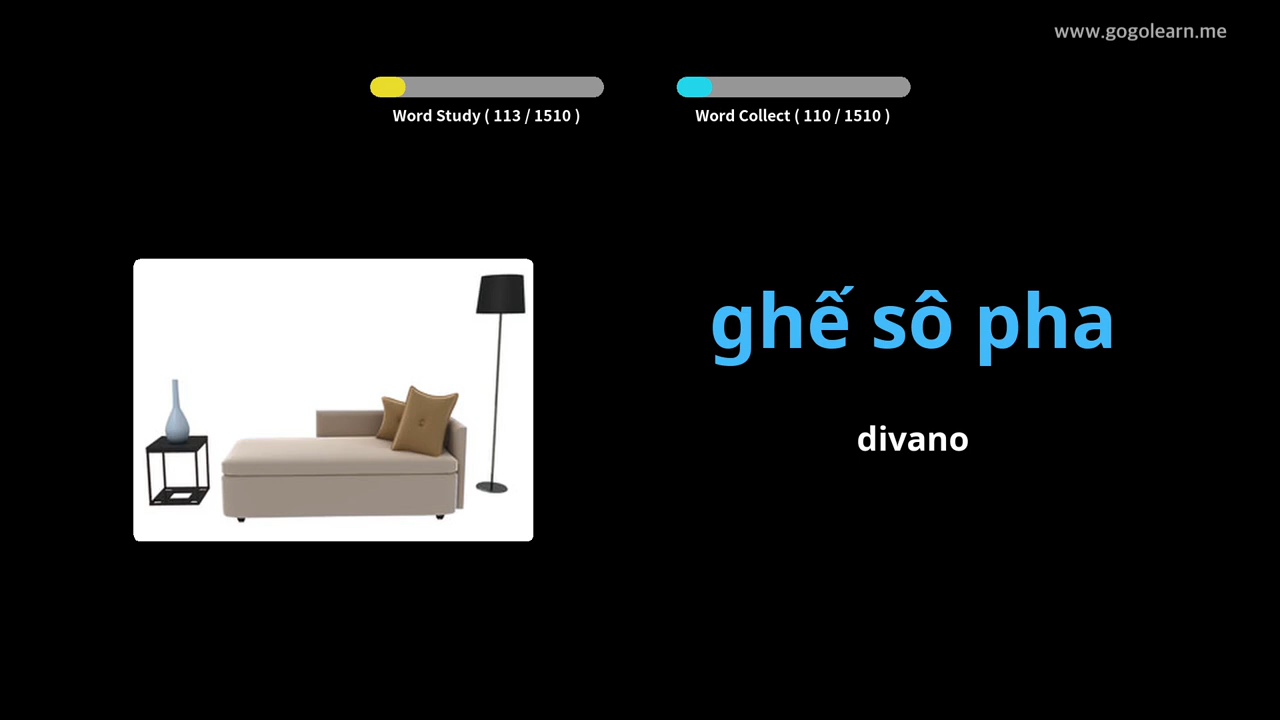 www.gogolearn.me
Word Study ( 113 / 1510 )
Word Collect ( 110 / 1510 )
ghế sô pha
divano